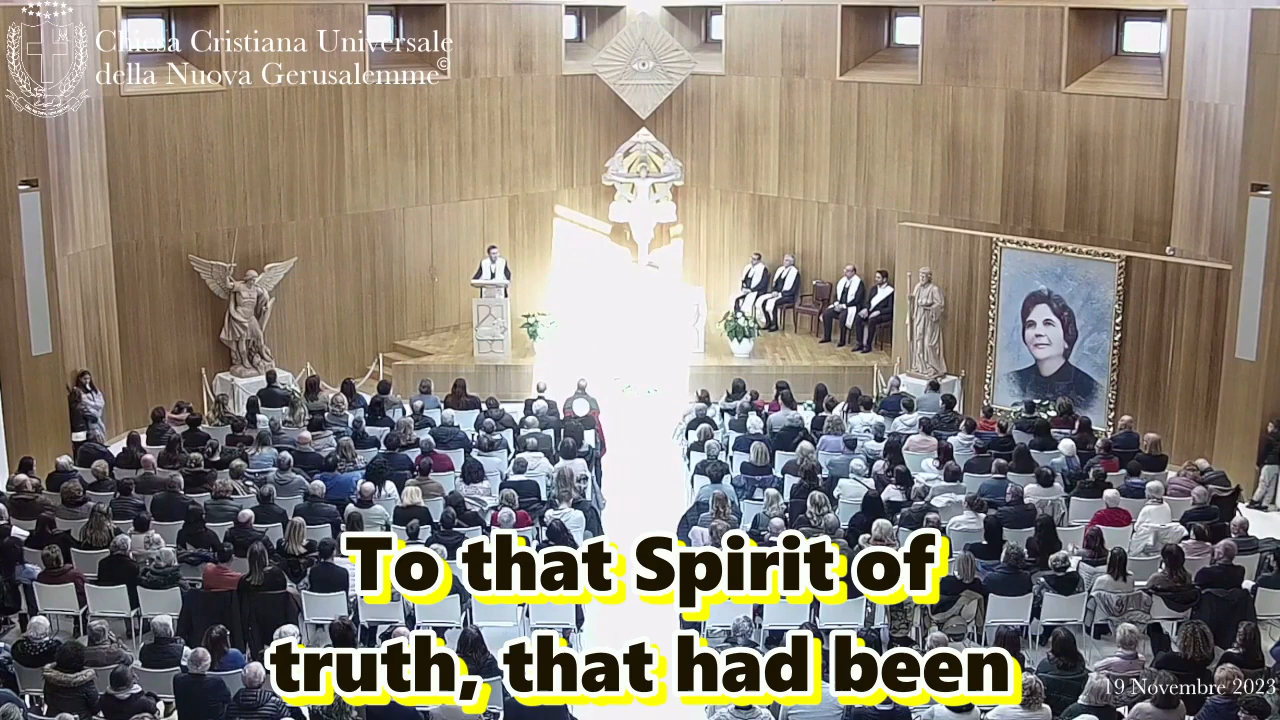 Chiesa Cristiana Universale
della Nuova Gerusalemme©
To that Spirit of
truth, that had been
19 Novembre 2023